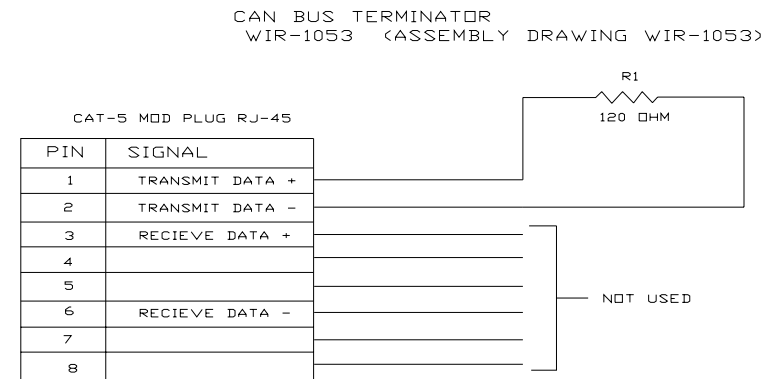 CAN BUS TERMINATOR
WIR-1053 (ASSEMBLY DRAWING WIR-1053)
R1
120 OHM
CAT-5 MOD PLUG RJ-45
PIN SIGNAL
1 TRANSMIT DATA +
2 TRANSMIT DATA -
3 RECIEVE DATA +
4
5
6 RECIEVE DATA -
7
8
NOT USED